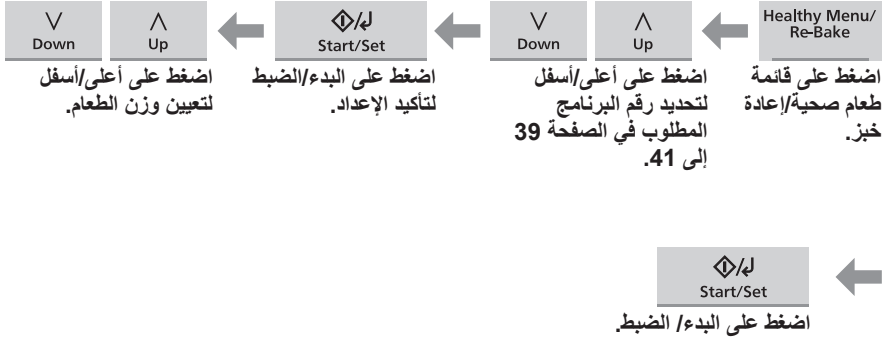 Healthy Menu/
Re-Bake
اضغط على قائمة
طعام صحية/إعادة
خبز.
Up
Down
اضغط على أعلى/أسفل
لتحديد رقم البرنامج
المطلوب في الصفحة 39
إلى 41.
Start/Set
اضغط على البدء/الضبط
لتأكيد الإعداد.
Up
Down
اضغط على أعلى/أسفل
لتعيين وزن الطعام.
Start/Set
اضغط على البدء/ الضبط.